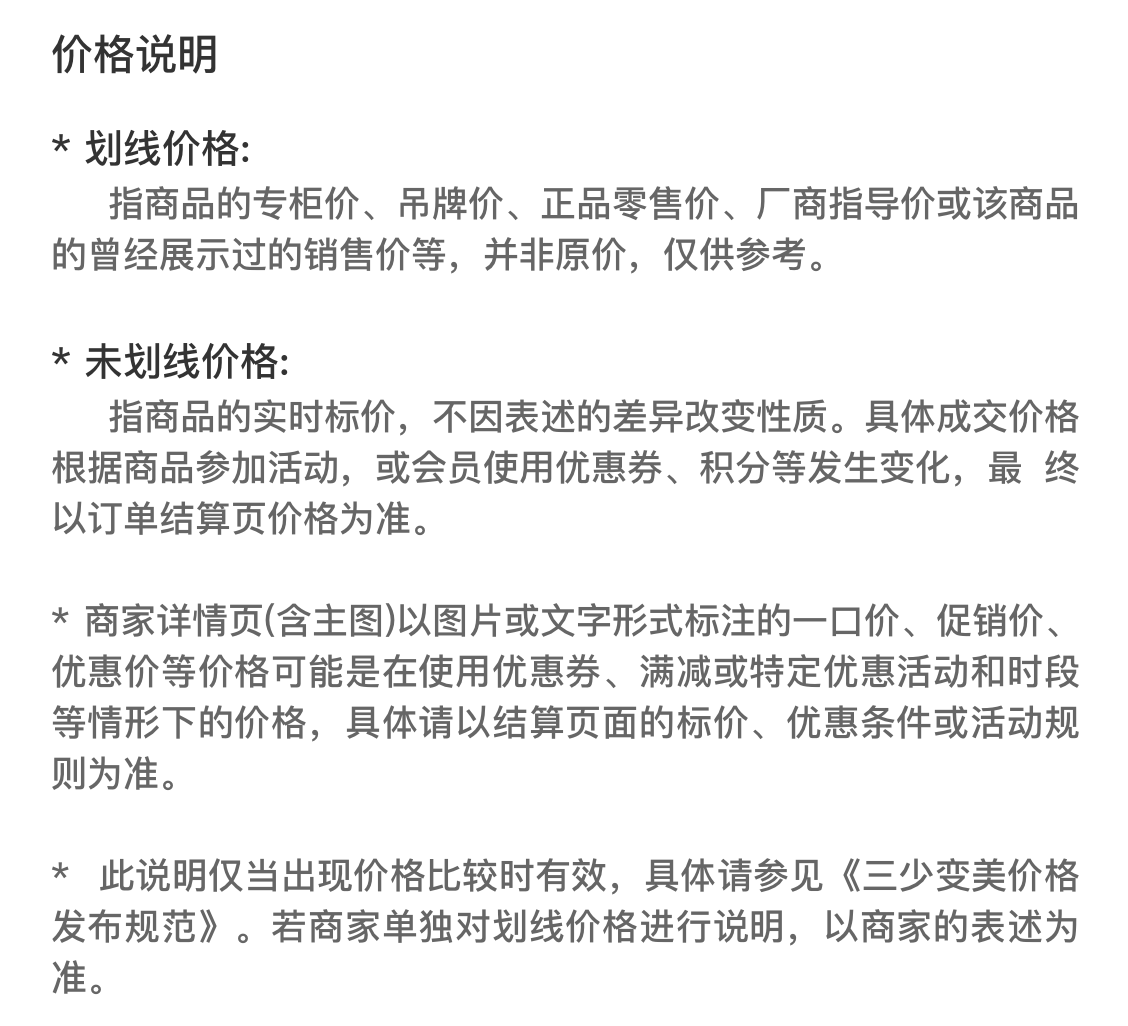 价格说明
* 划线价格:
指商品的专柜价、吊牌价、正品零售价、厂商指导价或该商品
的曾经展示过的销售价等，并非原价，仅供参考。
* 未划线价格:
指商品的实时标价，不因表述的差异改变性质。具体成交价格
根据商品参加活动，或会员使用优惠券、积分等发生变化，最 终
以订单结算页价格为准。
* 商家详情页(含主图)以图片或文字形式标注的一口价、促销价、
优惠价等价格可能是在使用优惠券、满减或特定优惠活动和时段
等情形下的价格，具体请以结算页面的标价、优惠条件或活动规
则为准。
* 此说明仅当出现价格比较时有效，具体请参见《三少变美价格
发布规范》。若商家单独对划线价格进行说明，以商家的表述为
准。